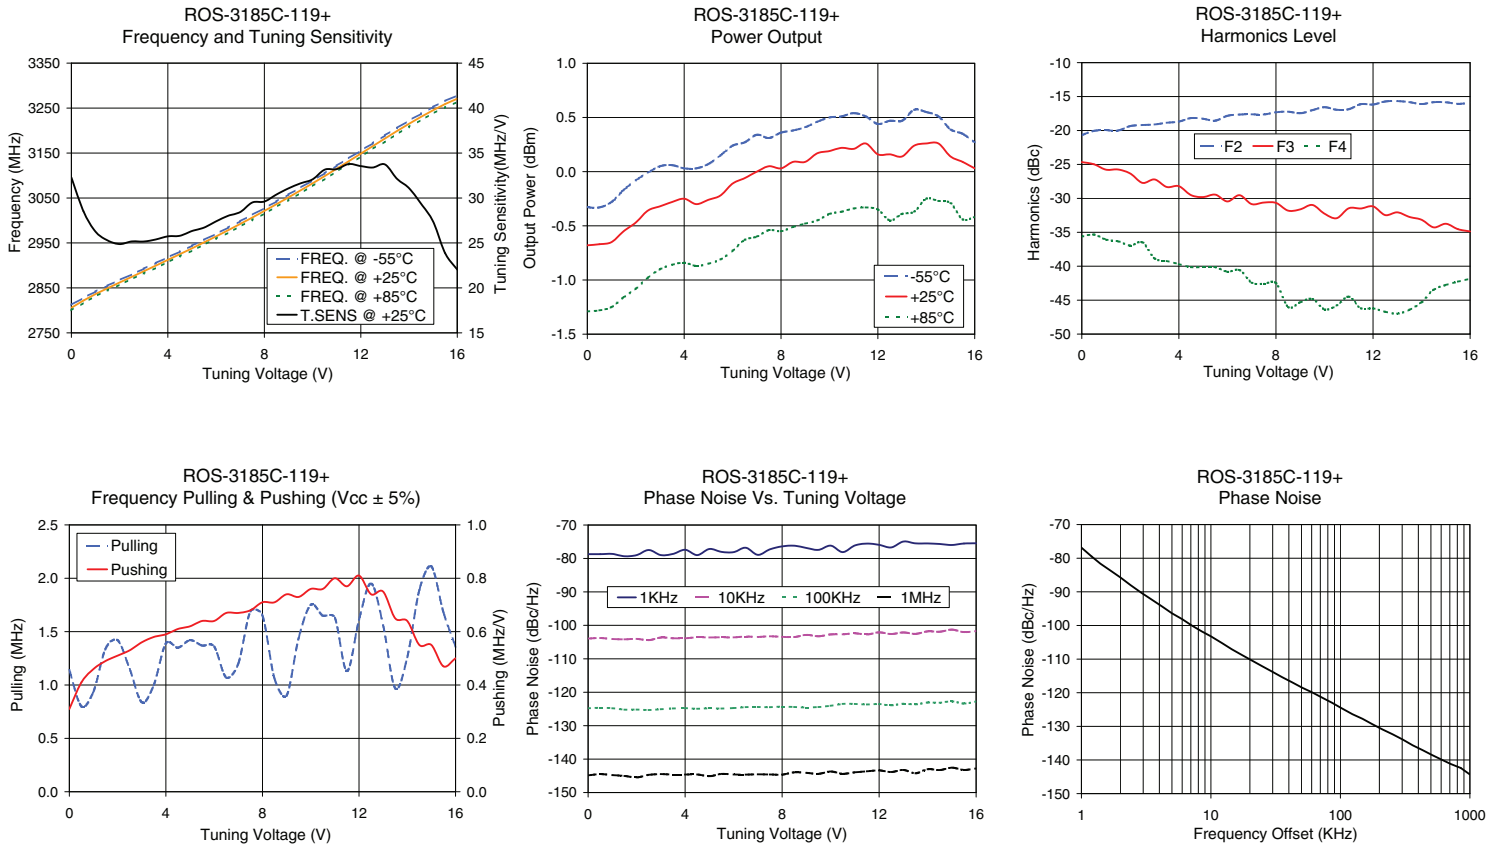 ROS-3185C-119+
Frequency and Tuning Sensitivity
3350
3250
3150
3050
2950
2850
2750
45
40
35
30
25
20
15
0
4
8
12
16
Frequency (MHz)
Tuning Sensitivity(MHz/V)
FREQ. @ -55°C
FREQ. @ +25°C
FREQ. @ +85°C
T.SENS @ +25°C
Tuning Voltage (V)
ROS-3185C-119+
Power Output
1.0
0.5
0.0
-0.5
-1.0
-1.5
0
4
8
12
16
Output Power (dBm)
-55°C
+25°C
+85°C
Tuning Voltage (V)
ROS-3185C-119+
Harmonics Level
-10
-15
-20
-25
-30
-35
-40
-45
-50
0
4
8
12
16
Harmonics (dBc)
F2
F3
F4
Tuning Voltage (V)
ROS-3185C-119+
Frequency Pulling & Pushing (Vcc ± 5%)
2.5
2.0
1.5
1.0
0.5
0.0
1.0
0.8
0.6
0.4
0.2
0.0
0
4
8
12
16
Pulling (MHz)
Pushing (MHz/V)
Pulling
Pushing
Tuning Voltage (V)
ROS-3185C-119+
Phase Noise Vs. Tuning Voltage
-70
-80
-90
-100
-110
-120
-130
-140
-150
0
4
8
12
16
Phase Noise (dBc/Hz)
1KHz
10KHz
100KHz
1MHz
Tuning Voltage (V)
ROS-3185C-119+
Phase Noise
-70
-80
-90
-100
-110
-120
-130
-140
-150
1
10
100
1000
Phase Noise (dBc/Hz)
Frequency Offset (KHz)